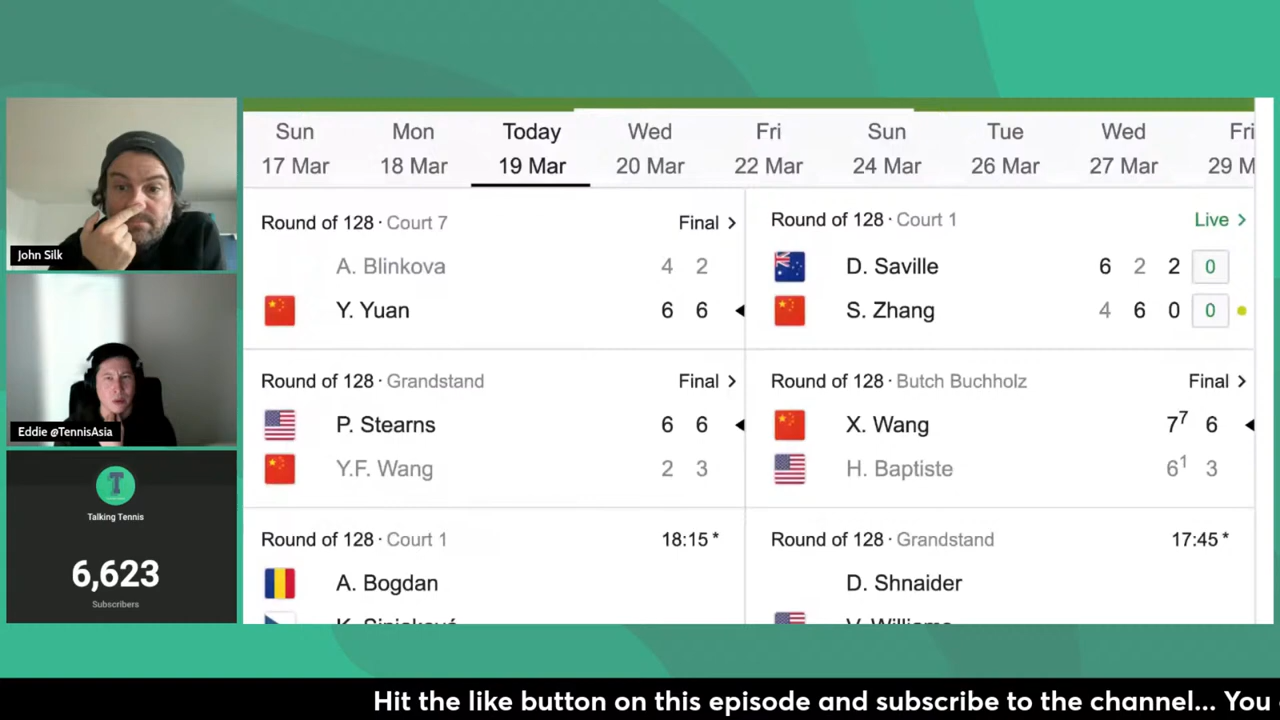 Sun Mon Today Wed Fri Sun Tue Wed Fri
17 Mar 18 Mar 19 Mar 20 Mar 22 Mar 24 Mar 26 Mar 27 Mar 29 M
Round of 128 · Court 7 Final
A. Blinkova 4 2
Y. Yuan 6 6
Round of 128 · Court 1 Live
D. Saville 6 2 2 0
S. Zhang 4 6 0 0
Round of 128 · Grandstand Final
P. Stearns 6 6
Y.F. Wang 2 3
Round of 128 · Butch Buchholz Final
X. Wang 7⁷ 6
H. Baptiste 6¹ 3
Round of 128 · Court 1 18:15 *
A. Bogdan
Round of 128 · Grandstand 17:45 *
D. Shnaider
V. Williams
John Silk
Eddie @TennisAsia
T
Talking Tennis
6,623
Subscribers
Hit the like button on this episode and subscribe to the channel... You